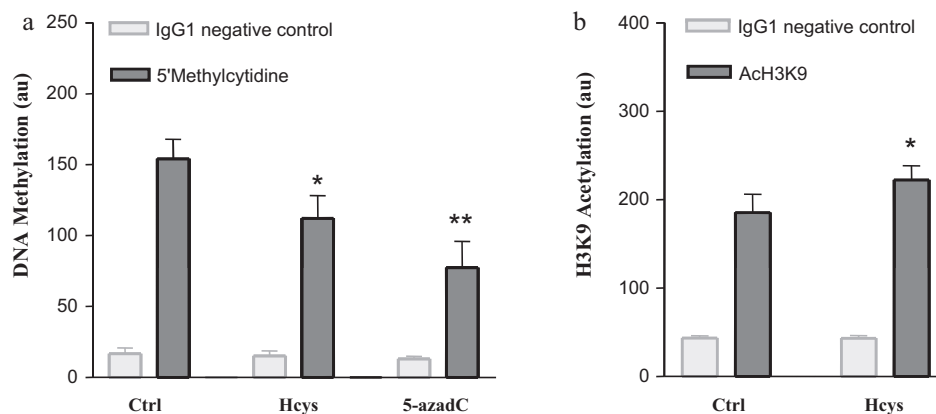 a
250
200
150
100
50
0
DNA Methylation (au)
IgG1 negative control
5'Methylcytidine
*
**
Ctrl
Hcys
5-azadC
b
400
300
200
100
0
H3K9 Acetylation (au)
IgG1 negative control
AcH3K9
*
Ctrl
Hcys